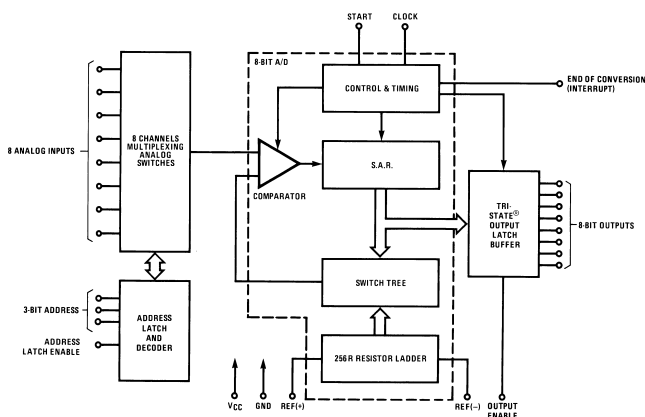 START CLOCK
8-BIT A/D
CONTROL & TIMING
END OF CONVERSION
(INTERRUPT)
8 ANALOG INPUTS
8 CHANNELS
MULTIPLEXING
ANALOG
SWITCHES
COMPARATOR
S.A.R.
TRI-
STATE®
OUTPUT
LATCH
BUFFER
8-BIT OUTPUTS
SWITCH TREE
3-BIT ADDRESS
ADDRESS
LATCH ENABLE
ADDRESS
LATCH
AND
DECODER
256R RESISTOR LADDER
VCC GND REF(+) REF(−) OUTPUT
ENABLE